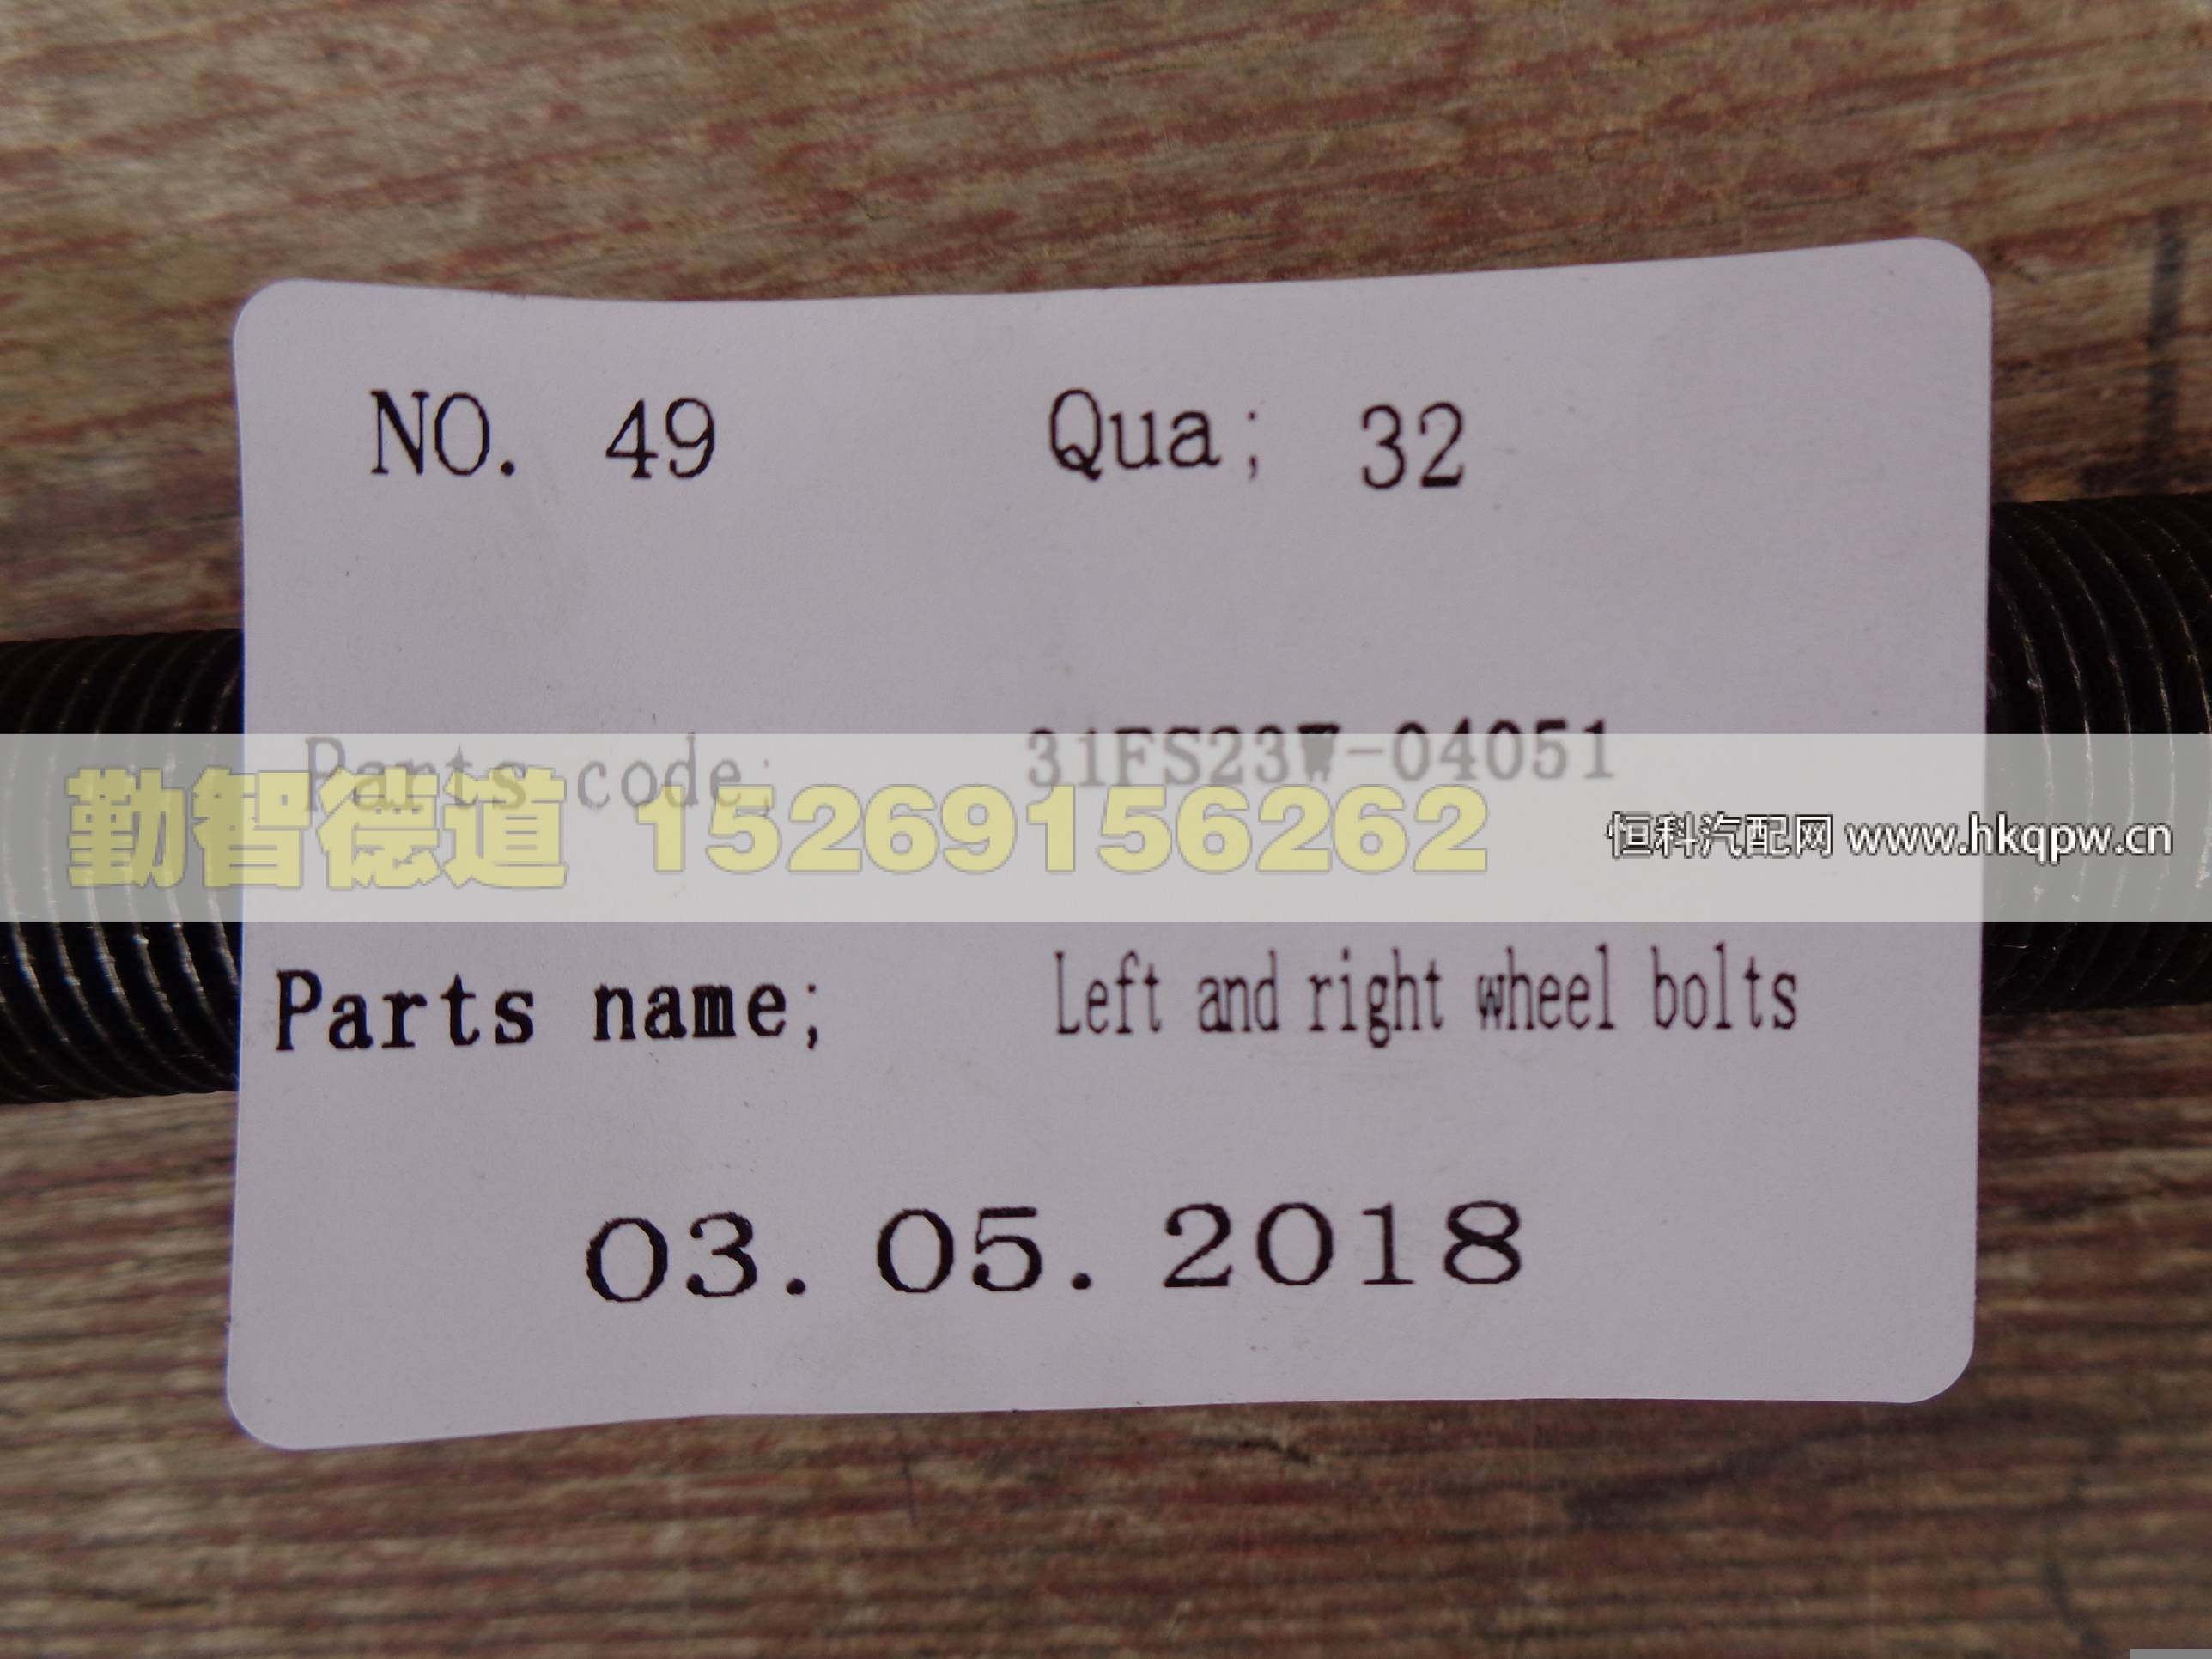 NO. 49 Qua; 32
Parts code; 31FS23W-04051
勤智德道 15269156262
恒科汽配网 www.hkqpw.cn
Parts name; Left and right wheel bolts
03. 05. 2018